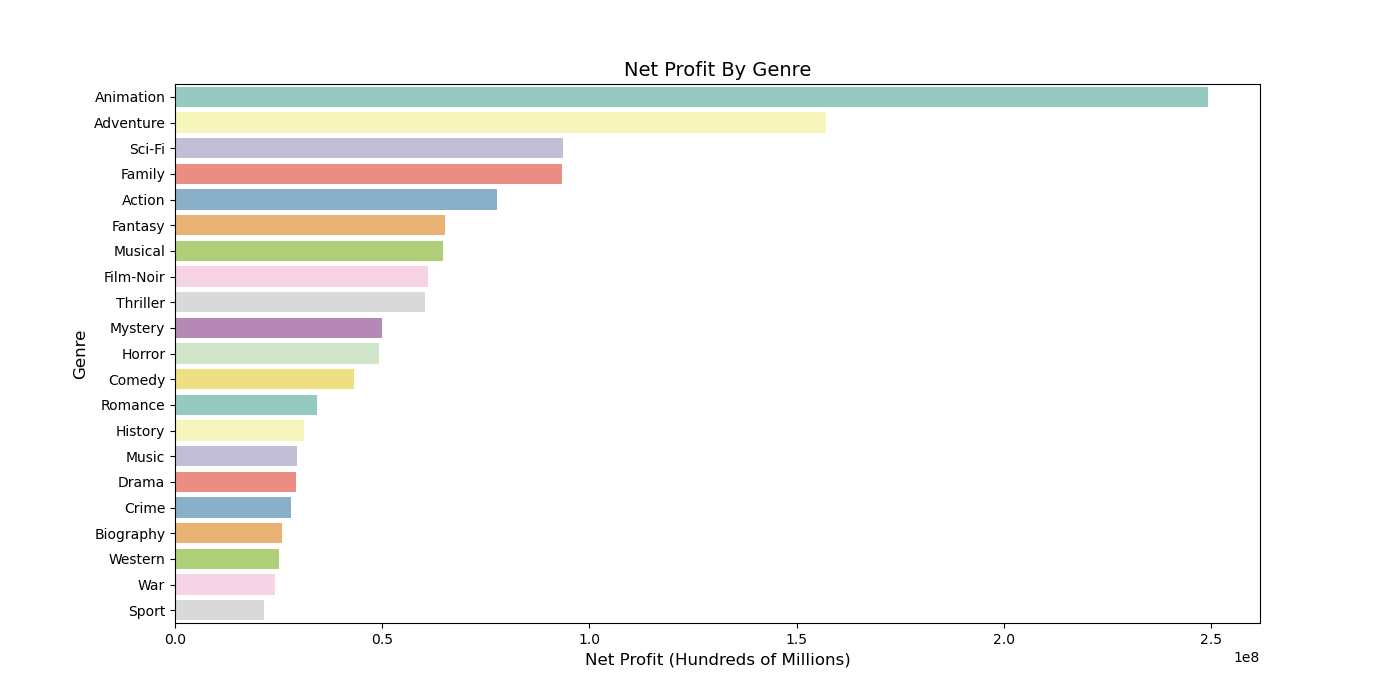 Net Profit By Genre
Animation
Adventure
Sci-Fi
Family
Action
Fantasy
Musical
Film-Noir
Thriller
Mystery
Horror
Comedy
Romance
History
Music
Drama
Crime
Biography
Western
War
Sport
Genre
0.0 0.5 1.0 1.5 2.0 2.5
1e8
Net Profit (Hundreds of Millions)